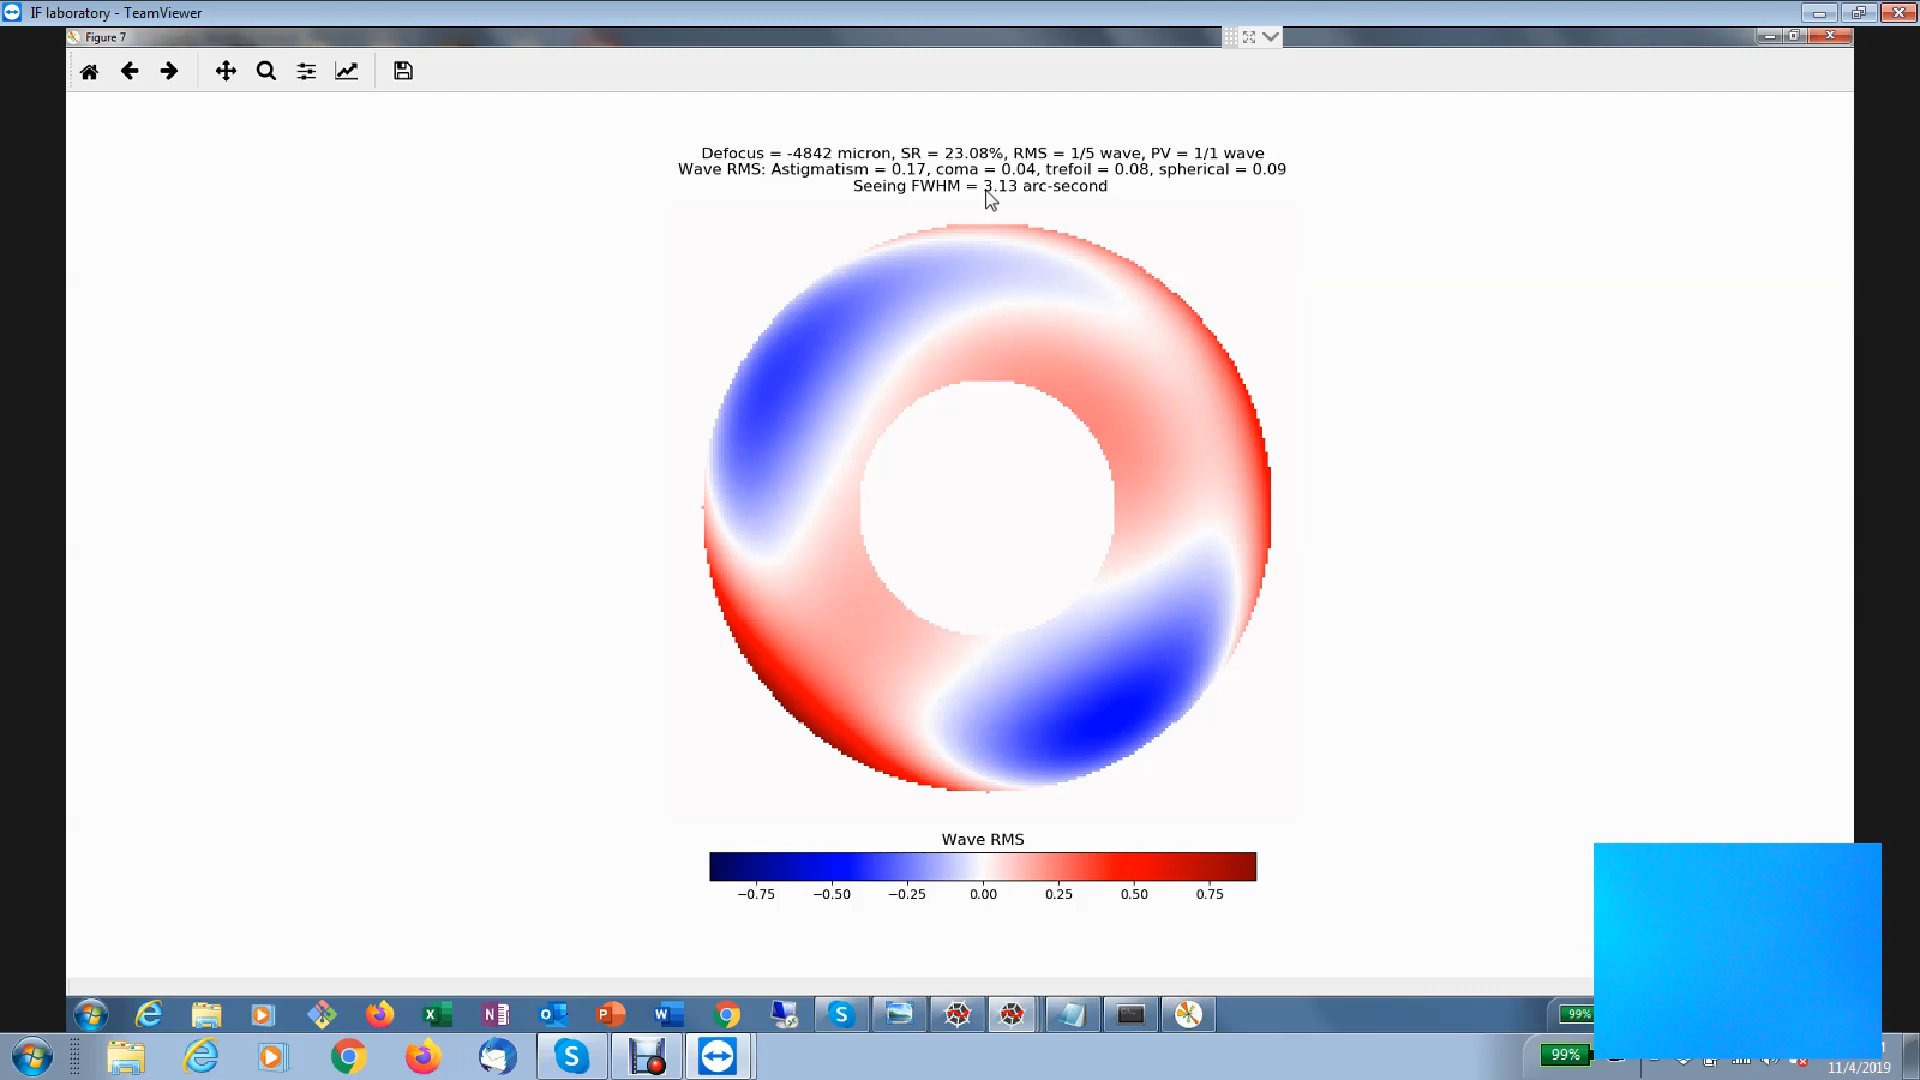 IF laboratory - TeamViewer
Figure 7
Defocus = -4842 micron, SR = 23.08%, RMS = 1/5 wave, PV = 1/1 wave
Wave RMS: Astigmatism = 0.17, coma = 0.04, trefoil = 0.08, spherical = 0.09
Seeing FWHM = 3.13 arc-second
Wave RMS
−0.75 −0.50 −0.25 0.00 0.25 0.50 0.75
99%
99%
11/4/2019